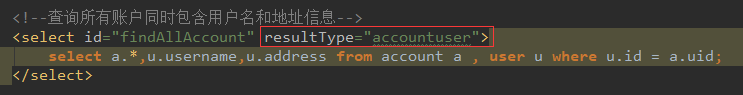 <!--查询所有账户同时包含用户名和地址信息-->
<select id="findAllAccount" resultType="accountuser">
select a.*,u.username,u.address from account a , user u where u.id = a.uid;
</select>